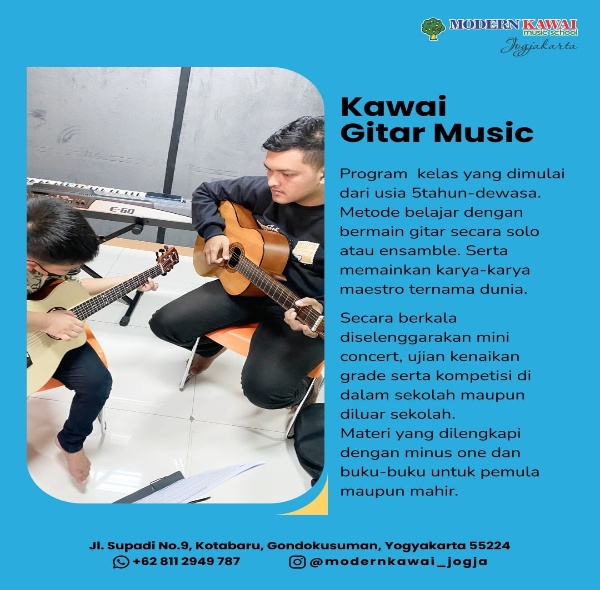 MODERN KAWAI
music school
Jogjakarta
Kawai
Gitar Music
Program kelas yang dimulai
dari usia 5tahun-dewasa.
Metode belajar dengan
bermain gitar secara solo
atau ensamble. Serta
memainkan karya-karya
maestro ternama dunia.
Secara berkala
diselenggarakan mini
concert, ujian kenaikan
grade serta kompetisi di
dalam sekolah maupun
diluar sekolah.
Materi yang dilengkapi
dengan minus one dan
buku-buku untuk pemula
maupun mahir.
E-60
Jl. Supadi No.9, Kotabaru, Gondokusuman, Yogyakarta 55224
+62 811 2949 787 @modernkawai_jogja